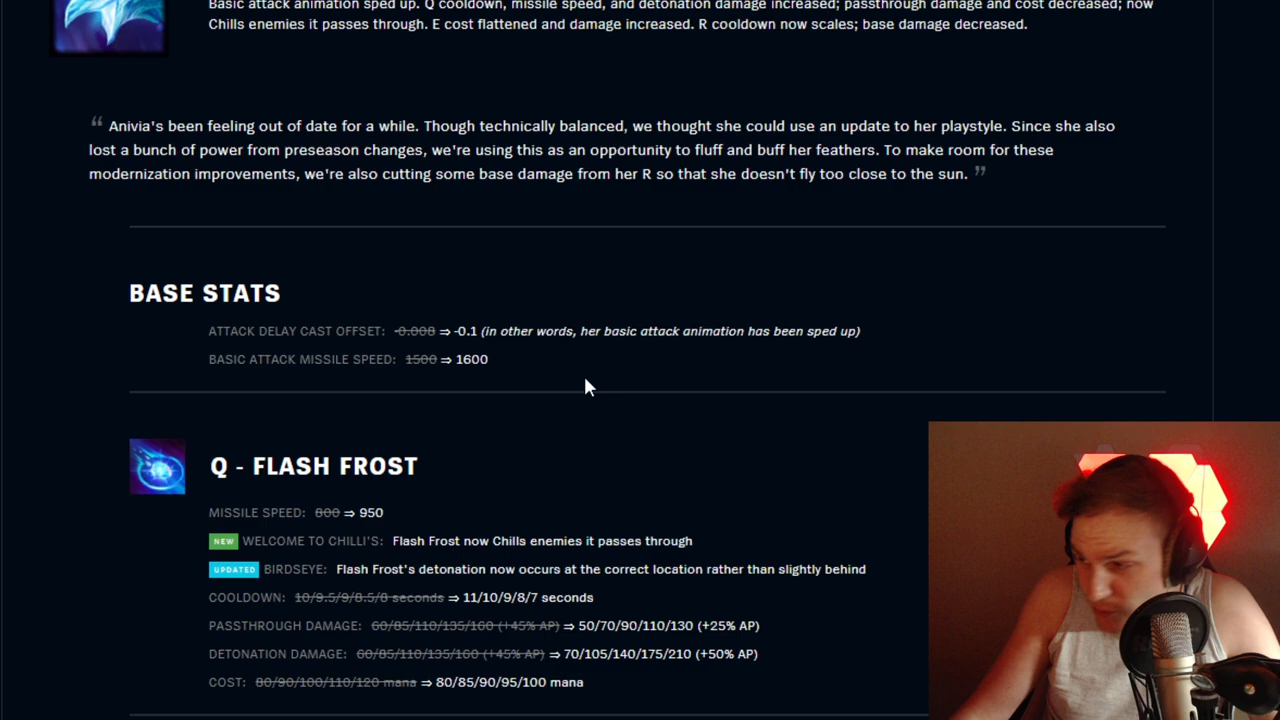 Basic attack animation sped up. Q cooldown, missile speed, and detonation damage increased; passthrough damage and cost decreased; now
Chills enemies it passes through. E cost flattened and damage increased. R cooldown now scales; base damage decreased.
“ Anivia's been feeling out of date for a while. Though technically balanced, we thought she could use an update to her playstyle. Since she also
lost a bunch of power from preseason changes, we're using this as an opportunity to fluff and buff her feathers. To make room for these
modernization improvements, we're also cutting some base damage from her R so that she doesn't fly too close to the sun. ”
BASE STATS
ATTACK DELAY CAST OFFSET: -0.008 ⇒ -0.1 (in other words, her basic attack animation has been sped up)
BASIC ATTACK MISSILE SPEED: 1500 ⇒ 1600
Q - FLASH FROST
MISSILE SPEED: 800 ⇒ 950
NEW WELCOME TO CHILLI'S: Flash Frost now Chills enemies it passes through
UPDATED BIRDSEYE: Flash Frost's detonation now occurs at the correct location rather than slightly behind
COOLDOWN: 10/9.5/9/8.5/8 seconds ⇒ 11/10/9/8/7 seconds
PASSTHROUGH DAMAGE: 60/85/110/135/160 (+45% AP) ⇒ 50/70/90/110/130 (+25% AP)
DETONATION DAMAGE: 60/85/110/135/160 (+45% AP) ⇒ 70/105/140/175/210 (+50% AP)
COST: 80/90/100/110/120 mana ⇒ 80/85/90/95/100 mana